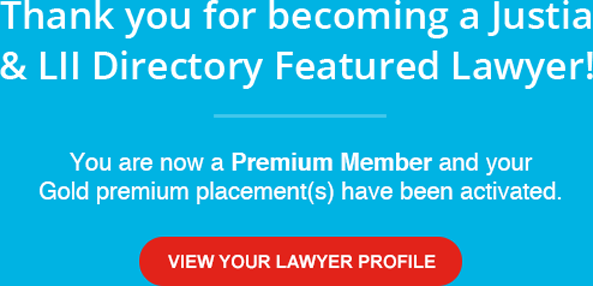 Thank you for becoming a Justia
& LII Directory Featured Lawyer!
You are now a Premium Member and your
Gold premium placement(s) have been activated.
VIEW YOUR LAWYER PROFILE